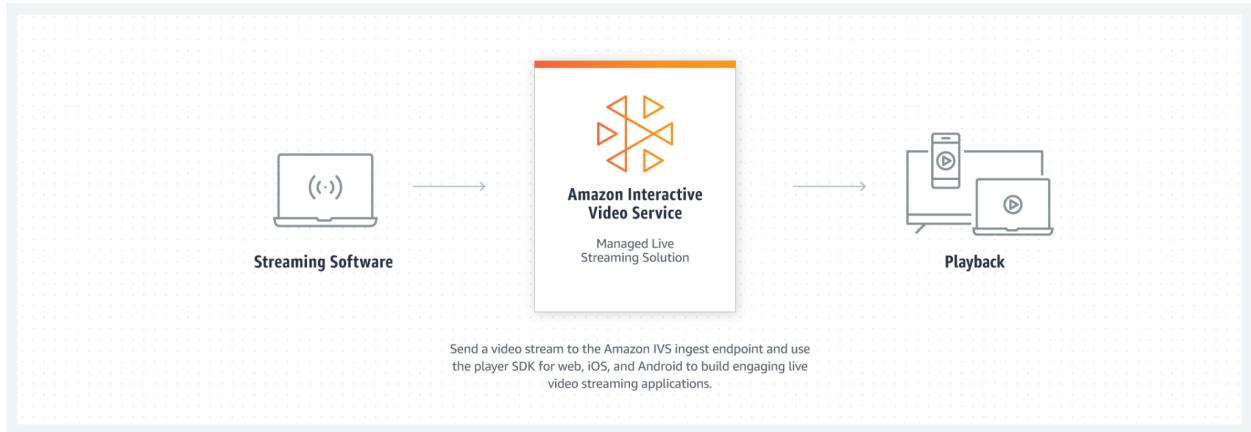 Streaming Software
Amazon Interactive
Video Service
Managed Live
Streaming Solution
Playback
Send a video stream to the Amazon IVS ingest endpoint and use
the player SDK for web, iOS, and Android to build engaging live
video streaming applications.